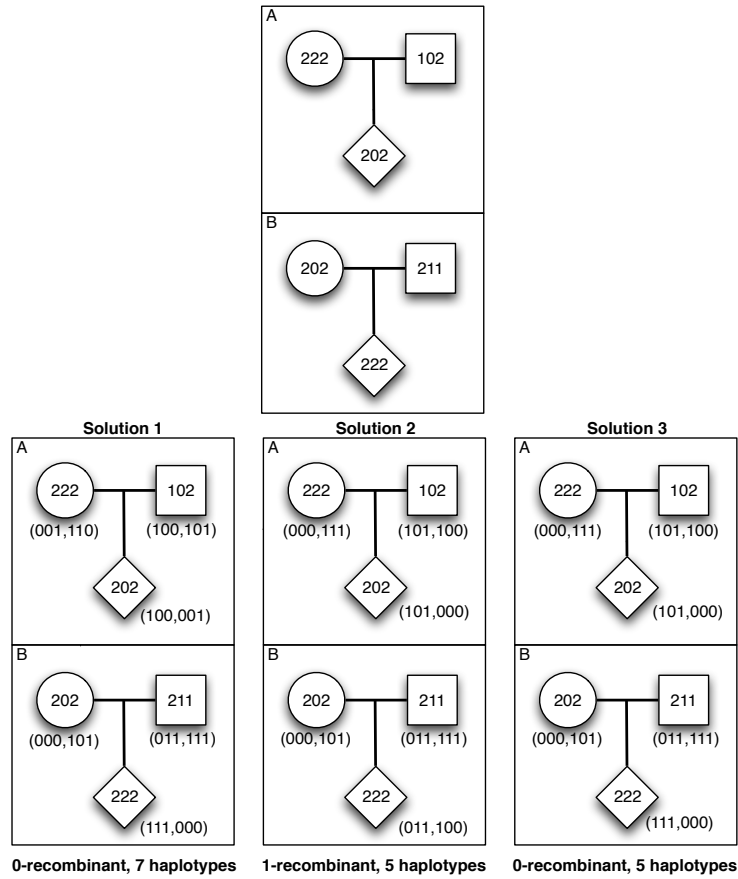 A
222 102
202
B
202 211
222
Solution 1 Solution 2 Solution 3
A A A
222 102 222 102 222 102
(001,110) (100,101) (000,111) (101,100) (000,111) (101,100)
202 202 202
(100,001) (101,000) (101,000)
B B B
202 211 202 211 202 211
(000,101) (011,111) (000,101) (011,111) (000,101) (011,111)
222 222 222
(111,000) (011,100) (111,000)
0-recombinant, 7 haplotypes 1-recombinant, 5 haplotypes 0-recombinant, 5 haplotypes